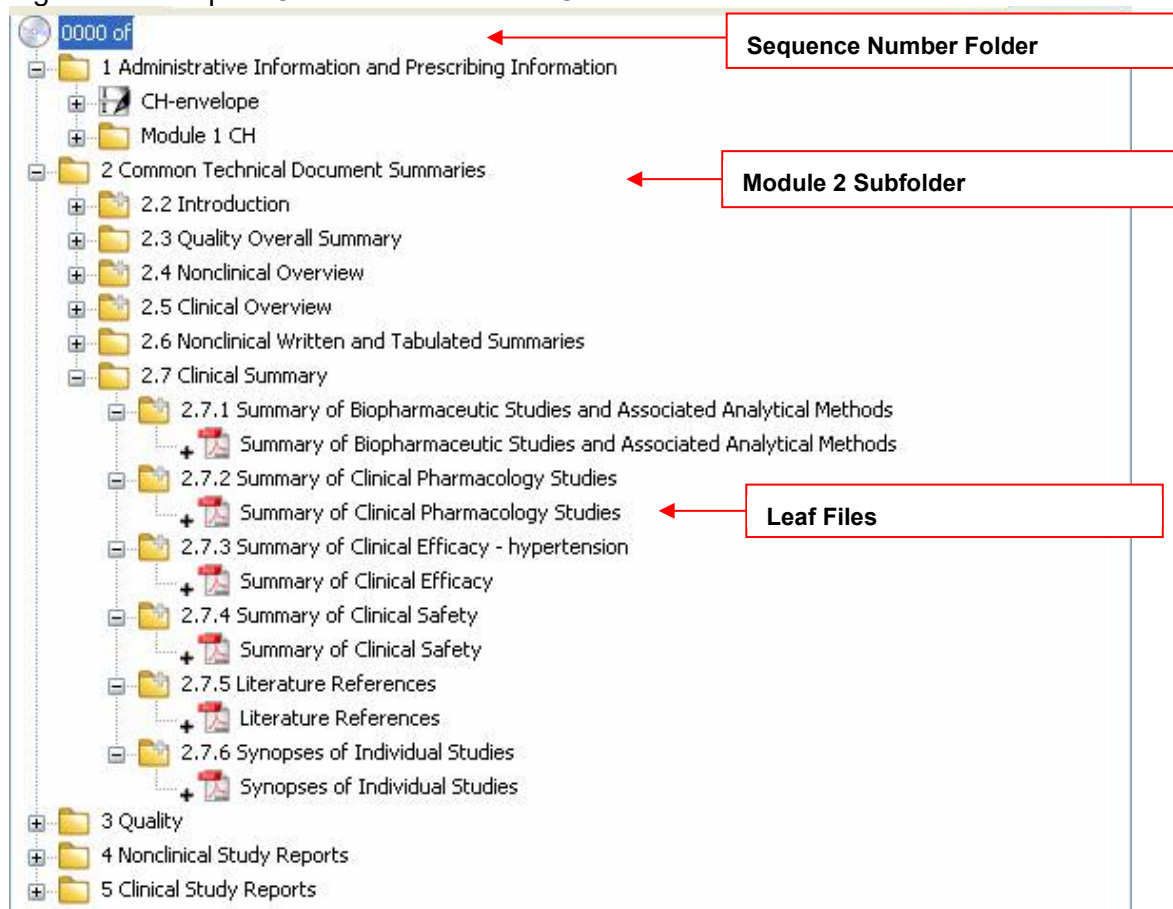 0000 of
Sequence Number Folder
1 Administrative Information and Prescribing Information
CH-envelope
Module 1 CH
2 Common Technical Document Summaries
Module 2 Subfolder
2.2 Introduction
2.3 Quality Overall Summary
2.4 Nonclinical Overview
2.5 Clinical Overview
2.6 Nonclinical Written and Tabulated Summaries
2.7 Clinical Summary
2.7.1 Summary of Biopharmaceutic Studies and Associated Analytical Methods
Summary of Biopharmaceutic Studies and Associated Analytical Methods
2.7.2 Summary of Clinical Pharmacology Studies
Summary of Clinical Pharmacology Studies
Leaf Files
2.7.3 Summary of Clinical Efficacy - hypertension
Summary of Clinical Efficacy
2.7.4 Summary of Clinical Safety
Summary of Clinical Safety
2.7.5 Literature References
Literature References
2.7.6 Synopses of Individual Studies
Synopses of Individual Studies
3 Quality
4 Nonclinical Study Reports
5 Clinical Study Reports